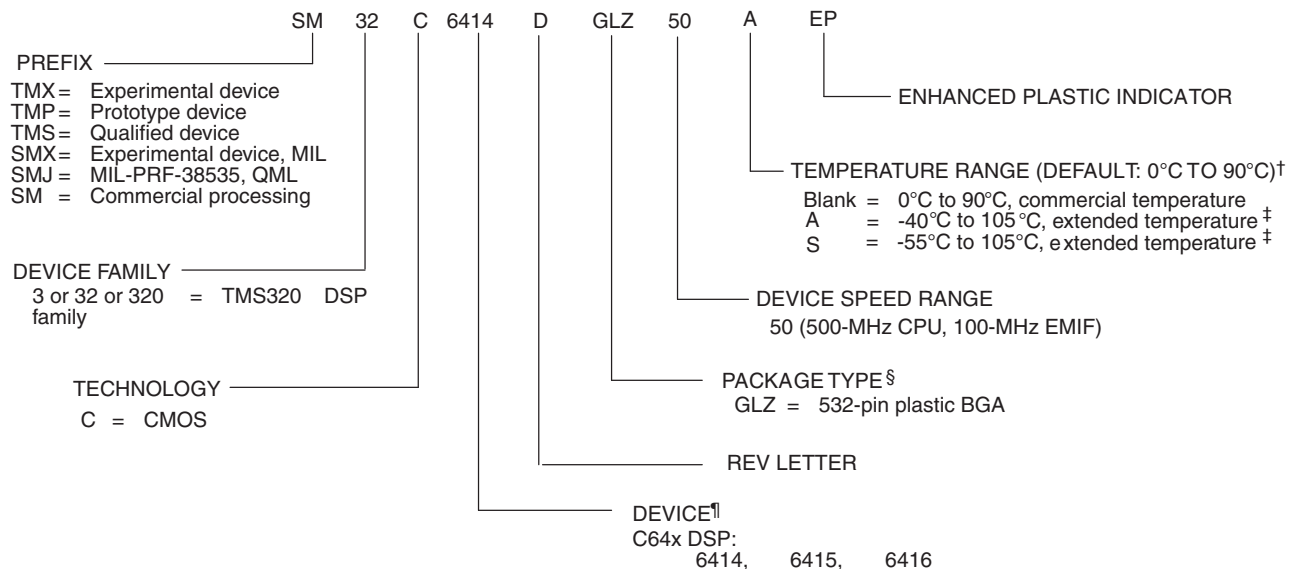 SM 32 C 6414 D GLZ 50 A EP
PREFIX
TMX = Experimental device
TMP = Prototype device
TMS = Qualified device
SMX = Experimental device, MIL
SMJ = MIL-PRF-38535, QML
SM = Commercial processing
ENHANCED PLASTIC INDICATOR
TEMPERATURE RANGE (DEFAULT: 0°C TO 90°C)†
Blank = 0°C to 90°C, commercial temperature
A = -40°C to 105°C, extended temperature ‡
S = -55°C to 105°C, extended temperature ‡
DEVICE FAMILY
3 or 32 or 320 = TMS320 DSP
family
DEVICE SPEED RANGE
50 (500-MHz CPU, 100-MHz EMIF)
TECHNOLOGY
C = CMOS
PACKAGE TYPE§
GLZ = 532-pin plastic BGA
REV LETTER
DEVICE¶
C64x DSP:
6414, 6415, 6416